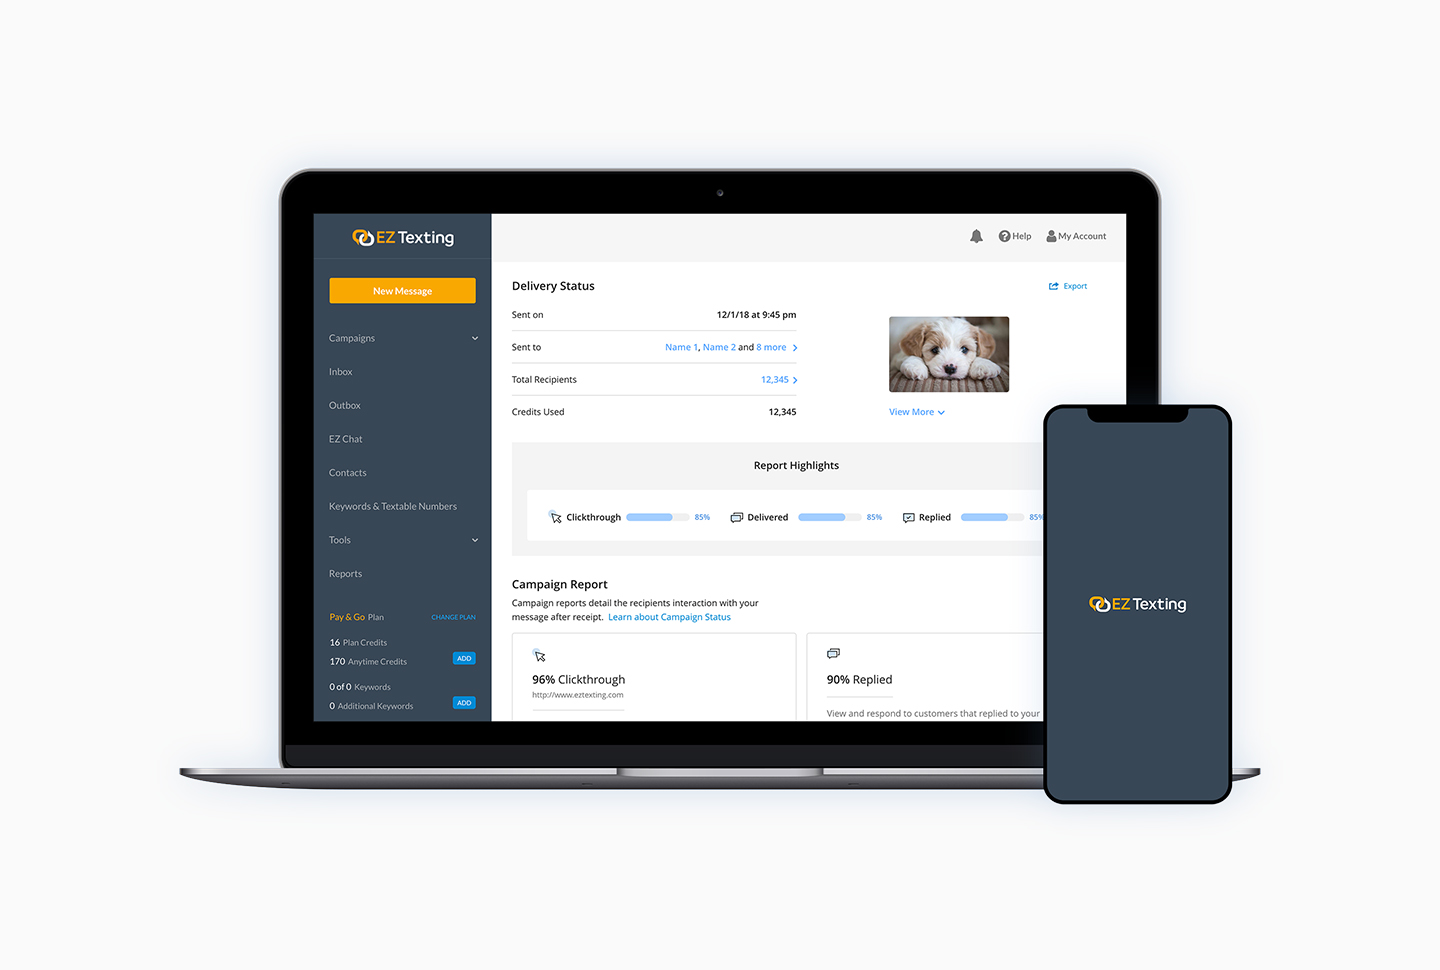 EZ Texting
New Message
Campaigns
Inbox
Outbox
EZ Chat
Contacts
Keywords & Textable Numbers
Tools
Reports
Pay & Go Plan CHANGE PLAN
16 Plan Credits
170 Anytime Credits ADD
0 of 0 Keywords
0 Additional Keywords ADD
Help My Account
Delivery Status Export
Sent on 12/1/18 at 9:45 pm
Sent to Name 1, Name 2 and 8 more
Total Recipients 12,345
Credits Used 12,345
View More
Report Highlights
Clickthrough 85% Delivered 85% Replied 85%
Campaign Report
Campaign reports detail the recipients interaction with your
message after receipt. Learn about Campaign Status
96% Clickthrough
http://www.eztexting.com
90% Replied
View and respond to customers that replied to your
EZ Texting